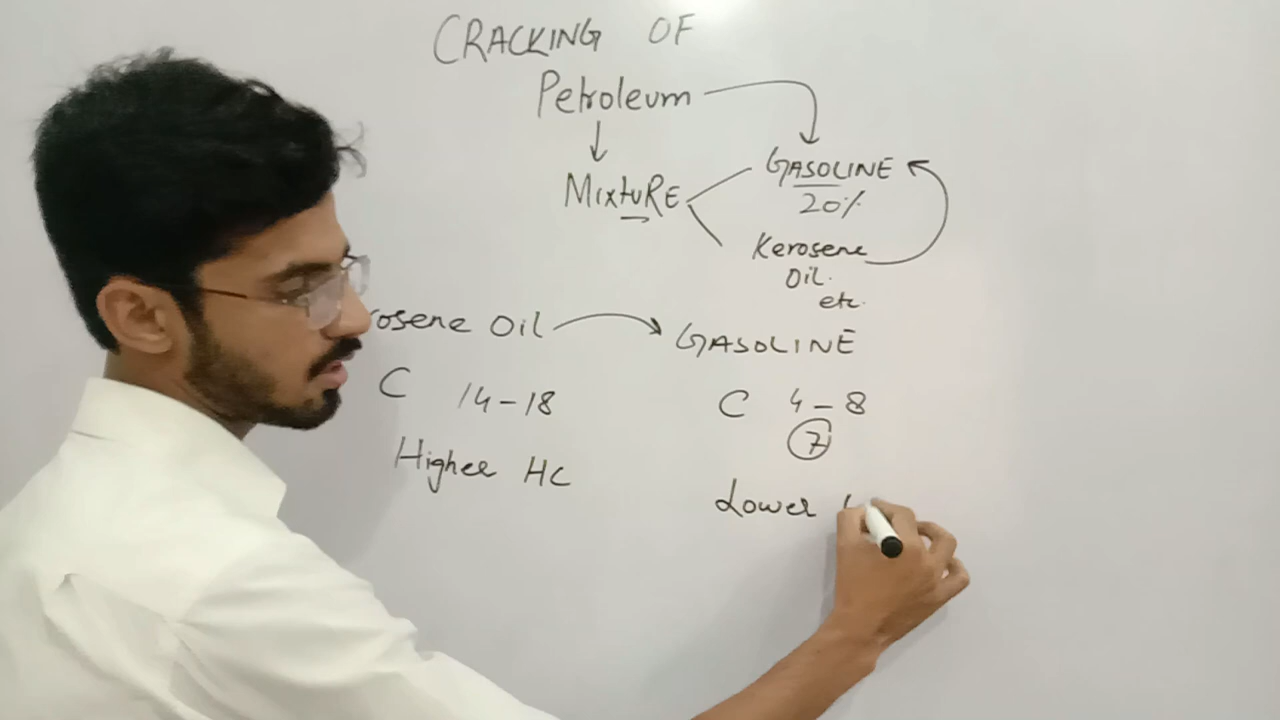 CRACKING OF
Petroleum
MIXTURE
GASOLINE
20%
Kerosene
Oil.
etc.
rosene Oil
GASOLINE
C 14-18
C 4-8
7
Higher HC
Lower